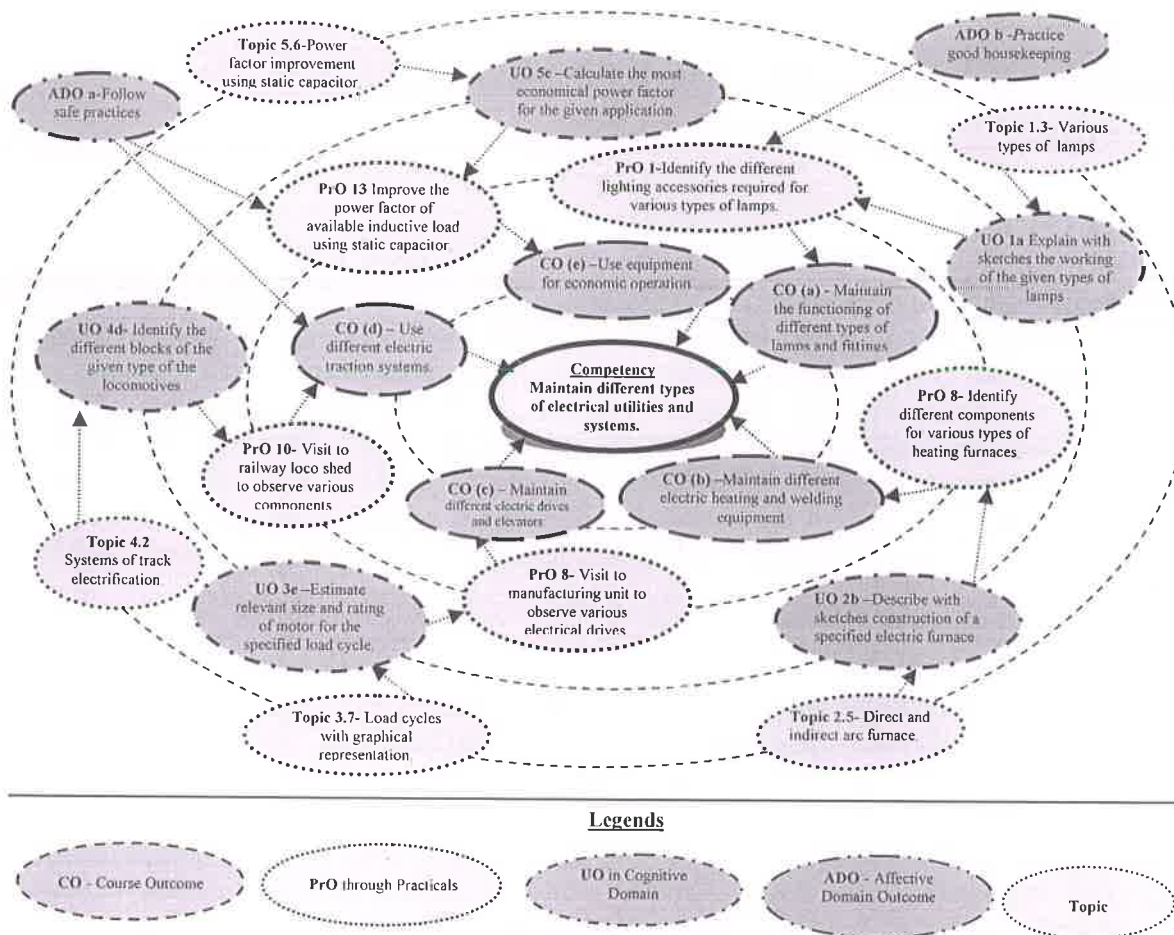 Topic 5.6-Power
factor improvement
using static capacitor
ADO b -Practice
good housekeeping
ADO a-Follow
safe practices
UO 5e –Calculate the most
economical power factor
for the given application.
Topic 1.3- Various
types of lamps
PrO 13 Improve the
power factor of
available inductive load
using static capacitor
PrO 1-Identify the different
lighting accessories required for
various types of lamps.
UO 1a Explain with
sketches the working
of the given types of
lamps
CO (e) –Use equipment
for economic operation
CO (a) - Maintain
the functioning of
different types of
lamps and fittings
UO 4d- Identify the
different blocks of the
given type of the
locomotives
CO (d) – Use
different electric
traction systems.
Competency
Maintain different types
of electrical utilities and
systems.
PrO 8- Identify
different components
for various types of
heating furnaces
PrO 10- Visit to
railway loco shed
to observe various
components
CO (c) – Maintain
different electric drives
and elevators
CO (b) –Maintain different
electric heating and welding
equipment
Topic 4.2
Systems of track
electrification
UO 3e –Estimate
relevant size and rating
of motor for the
specified load cycle.
PrO 8- Visit to
manufacturing unit to
observe various
electrical drives
UO 2b –Describe with
sketches construction of a
specified electric furnace
Topic 3.7- Load cycles
with graphical
representation
Topic 2.5- Direct and
indirect arc furnace
Legends
CO - Course Outcome
PrO through Practicals
UO in Cognitive
Domain
ADO - Affective
Domain Outcome
Topic